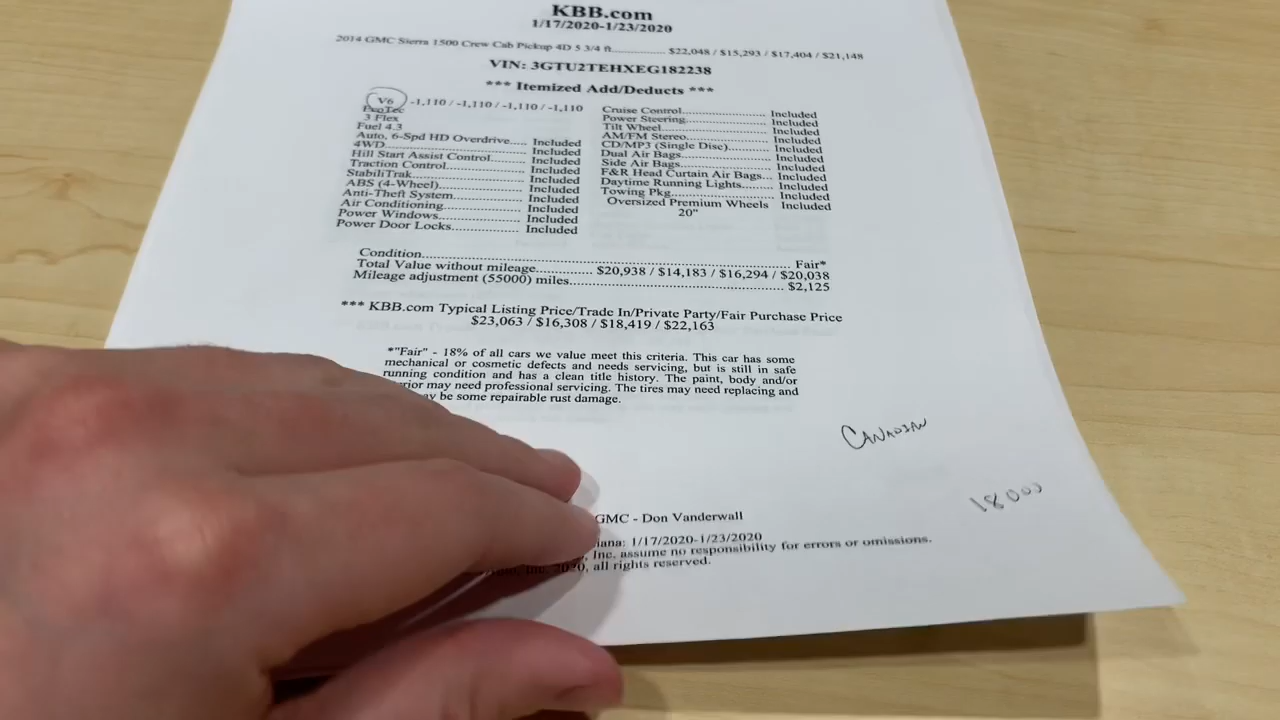 KBB.com
1/17/2020-1/23/2020
2014 GMC Sierra 1500 Crew Cab Pickup 4D 5 3/4 ft.................. $22,048 / $15,293 / $17,404 / $21,148
VIN: 3GTU2TEHXEG182238
*** Itemized Add/Deducts ***
V6 -1,110 / -1,110 / -1,110 / -1,110
EcoTec
3 Flex
Fuel 4.3
Auto, 6-Spd HD Overdrive..... Included
4WD................................ Included
Hill Start Assist Control......... Included
Traction Control.................. Included
StabiliTrak........................ Included
ABS (4-Wheel)................... Included
Anti-Theft System............... Included
Air Conditioning................. Included
Power Windows.................. Included
Power Door Locks............... Included
Cruise Control..................... Included
Power Steering..................... Included
Tilt Wheel........................... Included
AM/FM Stereo..................... Included
CD/MP3 (Single Disc)............ Included
Dual Air Bags...................... Included
Side Air Bags....................... Included
F&R Head Curtain Air Bags... Included
Daytime Running Lights........ Included
Towing Pkg......................... Included
Oversized Premium Wheels Included
20"
Condition.................................................................. Fair*
Total Value without mileage.............. $20,938 / $14,183 / $16,294 / $20,038
Mileage adjustment (55000) miles........................................ $2,125
*** KBB.com Typical Listing Price/Trade In/Private Party/Fair Purchase Price
$23,063 / $16,308 / $18,419 / $22,163
*"Fair" - 18% of all cars we value meet this criteria. This car has some
mechanical or cosmetic defects and needs servicing, but is still in safe
running condition and has a clean title history. The paint, body and/or
rior may need professional servicing. The tires may need replacing and
ay be some repairable rust damage.
CANADIAN
18000
GMC - Don Vanderwall
iana: 1/17/2020-1/23/2020
, Inc. assume no responsibility for errors or omissions.
2020, all rights reserved.